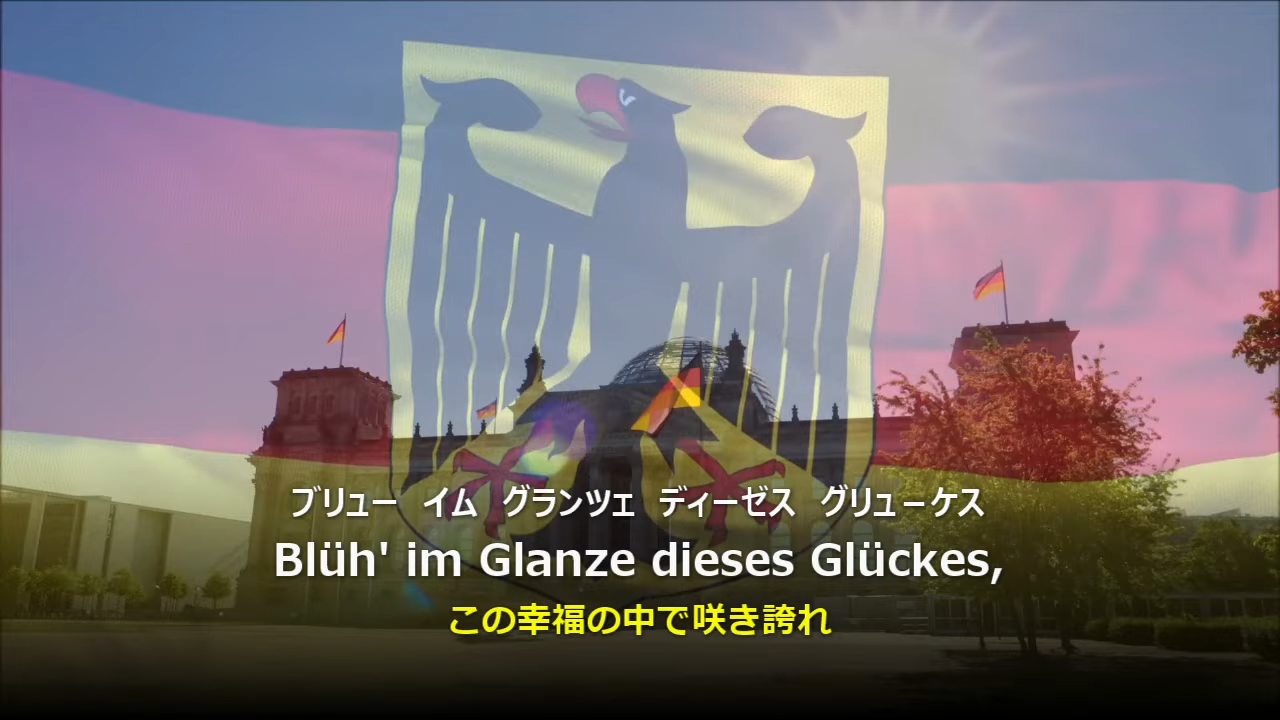 ブリュー　イム　グランツェ　ディーゼス　グリューケス
Blüh' im Glanze dieses Glückes,
この幸福の中で咲き誇れ